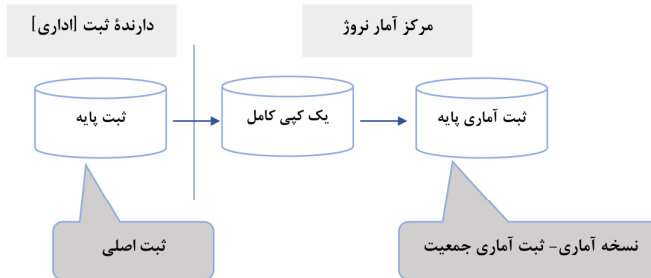 مرکز آمار نروژ
دارندهٔ ثبت [اداری]
ثبت پایه
یک کپی کامل
ثبت آماری پایه
ثبت اصلی
نسخه آماری- ثبت آماری جمعیت